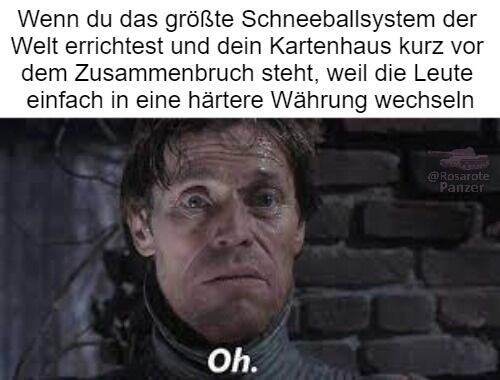 Wenn du das größte Schneeballsystem der
Welt errichtest und dein Kartenhaus kurz vor
dem Zusammenbruch steht, weil die Leute
einfach in eine härtere Währung wechseln
@Rosarote
Panzer
Oh.